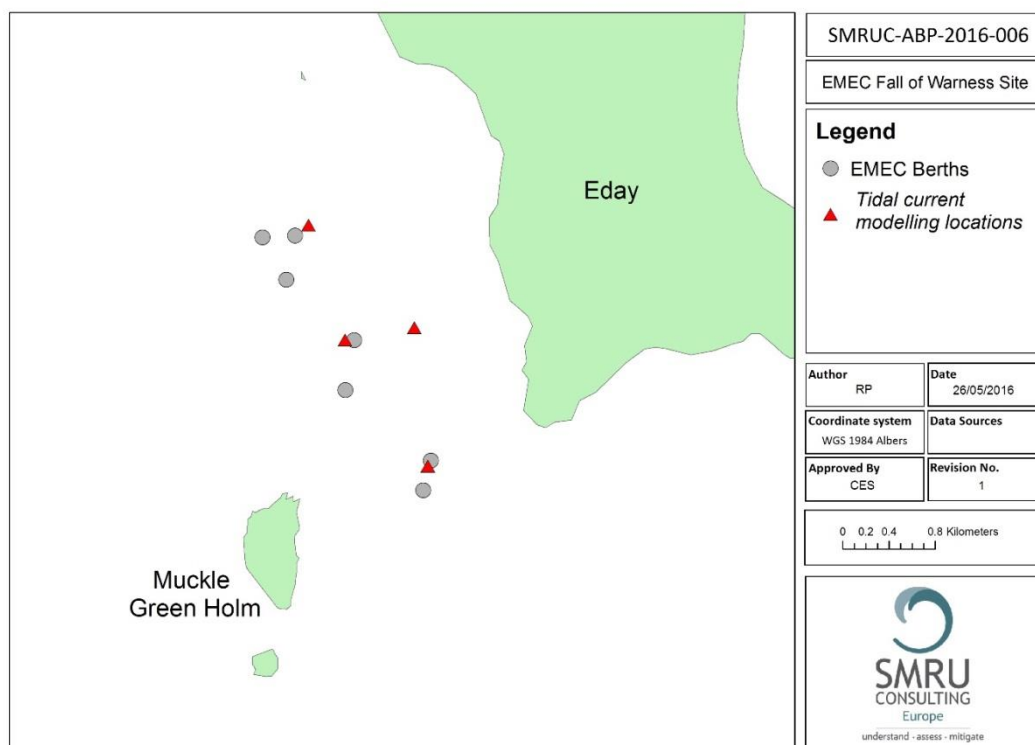 Eday
Muckle
Green Holm
SMRUC-ABP-2016-006
EMEC Fall of Warness Site
Legend
EMEC Berths
Tidal current
modelling locations
Author
RP
Date
26/05/2016
Coordinate system
WGS 1984 Albers
Data Sources
Approved By
CES
Revision No.
1
0 0.2 0.4 0.8 Kilometers
SMRU
CONSULTING
Europe
understand - assess - mitigate